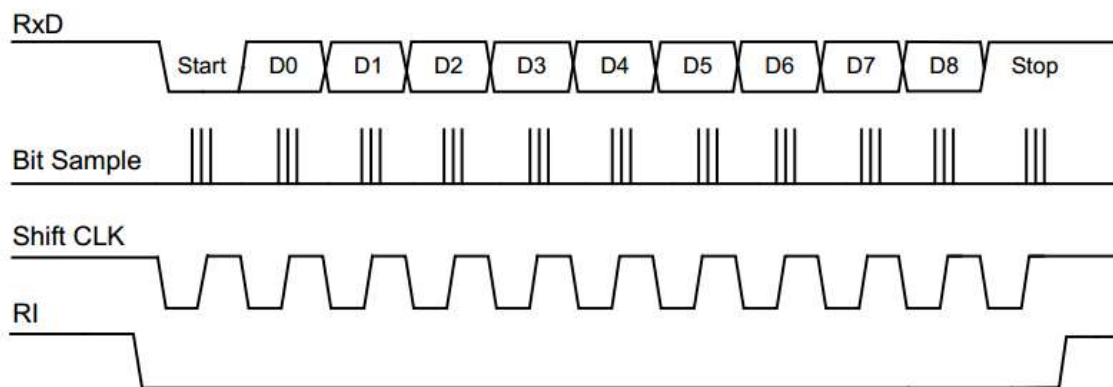 RxD
Start D0 D1 D2 D3 D4 D5 D6 D7 D8 Stop
Bit Sample
Shift CLK
RI